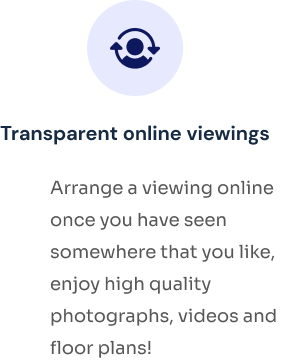 Transparent online viewings
Arrange a viewing online
once you have seen
somewhere that you like,
enjoy high quality
photographs, videos and
floor plans!